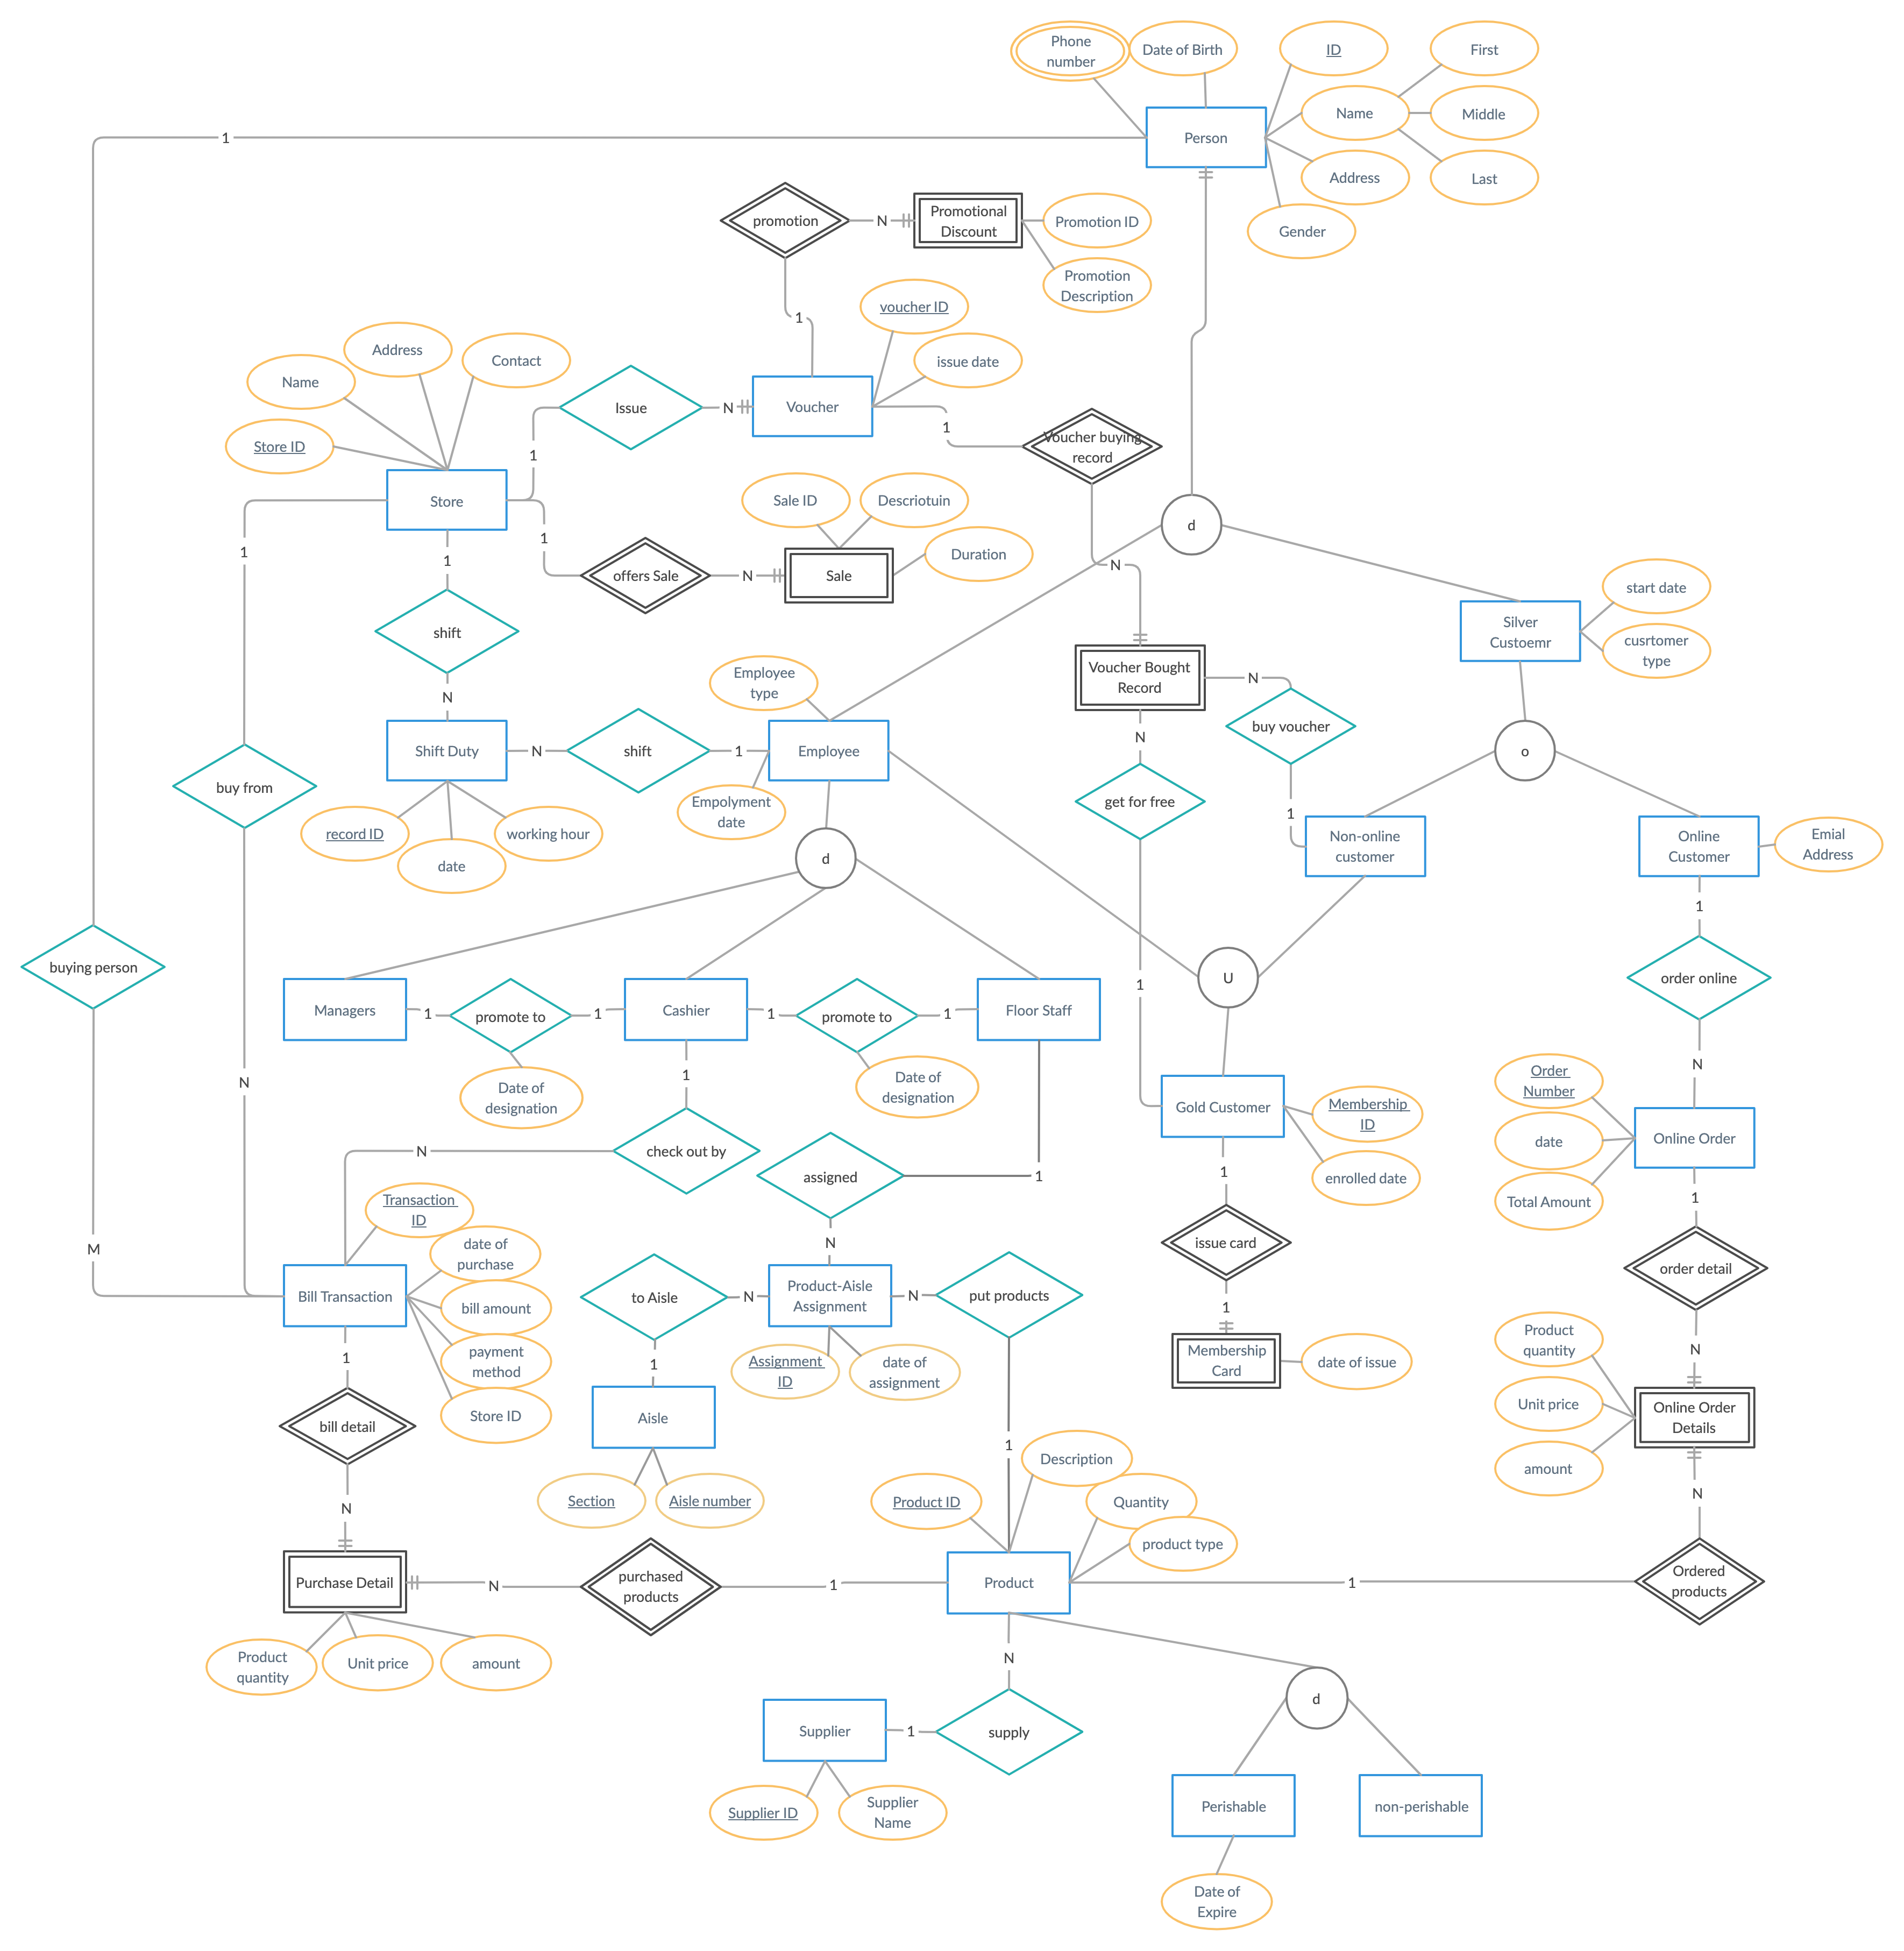 Phone
number
Date of Birth
ID
First
Name
Middle
Person
1
Address
Last
Gender
promotion
N
Promotional
Discount
Promotion ID
Promotion
Description
voucher ID
1
issue date
Address
Contact
Name
Store ID
Issue
N
Voucher
1
1
Voucher buying
record
Store
Sale ID
Descriotuin
Duration
d
1
1
1
offers Sale
N
Sale
N
start date
Silver
Custoemr
cusrtomer
type
shift
N
Employee
type
Voucher Bought
Record
N
buy voucher
N
Shift Duty
N
shift
1
Employee
o
buy from
get for free
Empolyment
date
1
record ID
date
working hour
Non-online
customer
Online
Customer
Emial
Address
d
1
buying person
U
order online
1
Managers
1
promote to
1
Cashier
1
promote to
1
Floor Staff
Date of
designation
Date of
designation
N
1
N
Order
Number
Gold Customer
Membership
ID
enrolled date
date
Online Order
Total Amount
N
check out by
assigned
1
1
1
Transaction
ID
date of
purchase
M
N
issue card
order detail
Bill Transaction
bill amount
to Aisle
N
Product-Aisle
Assignment
N
put products
1
payment
method
Store ID
1
1
Assignment
ID
date of
assignment
Membership
Card
date of issue
Product
quantity
N
Unit price
Online Order
Details
amount
bill detail
Aisle
1
Description
Section
Aisle number
Product ID
Quantity
product type
N
N
Purchase Detail
N
purchased
products
1
Product
1
Ordered
products
Product
quantity
Unit price
amount
N
d
Supplier
1
supply
Supplier ID
Supplier
Name
Perishable
non-perishable
Date of
Expire